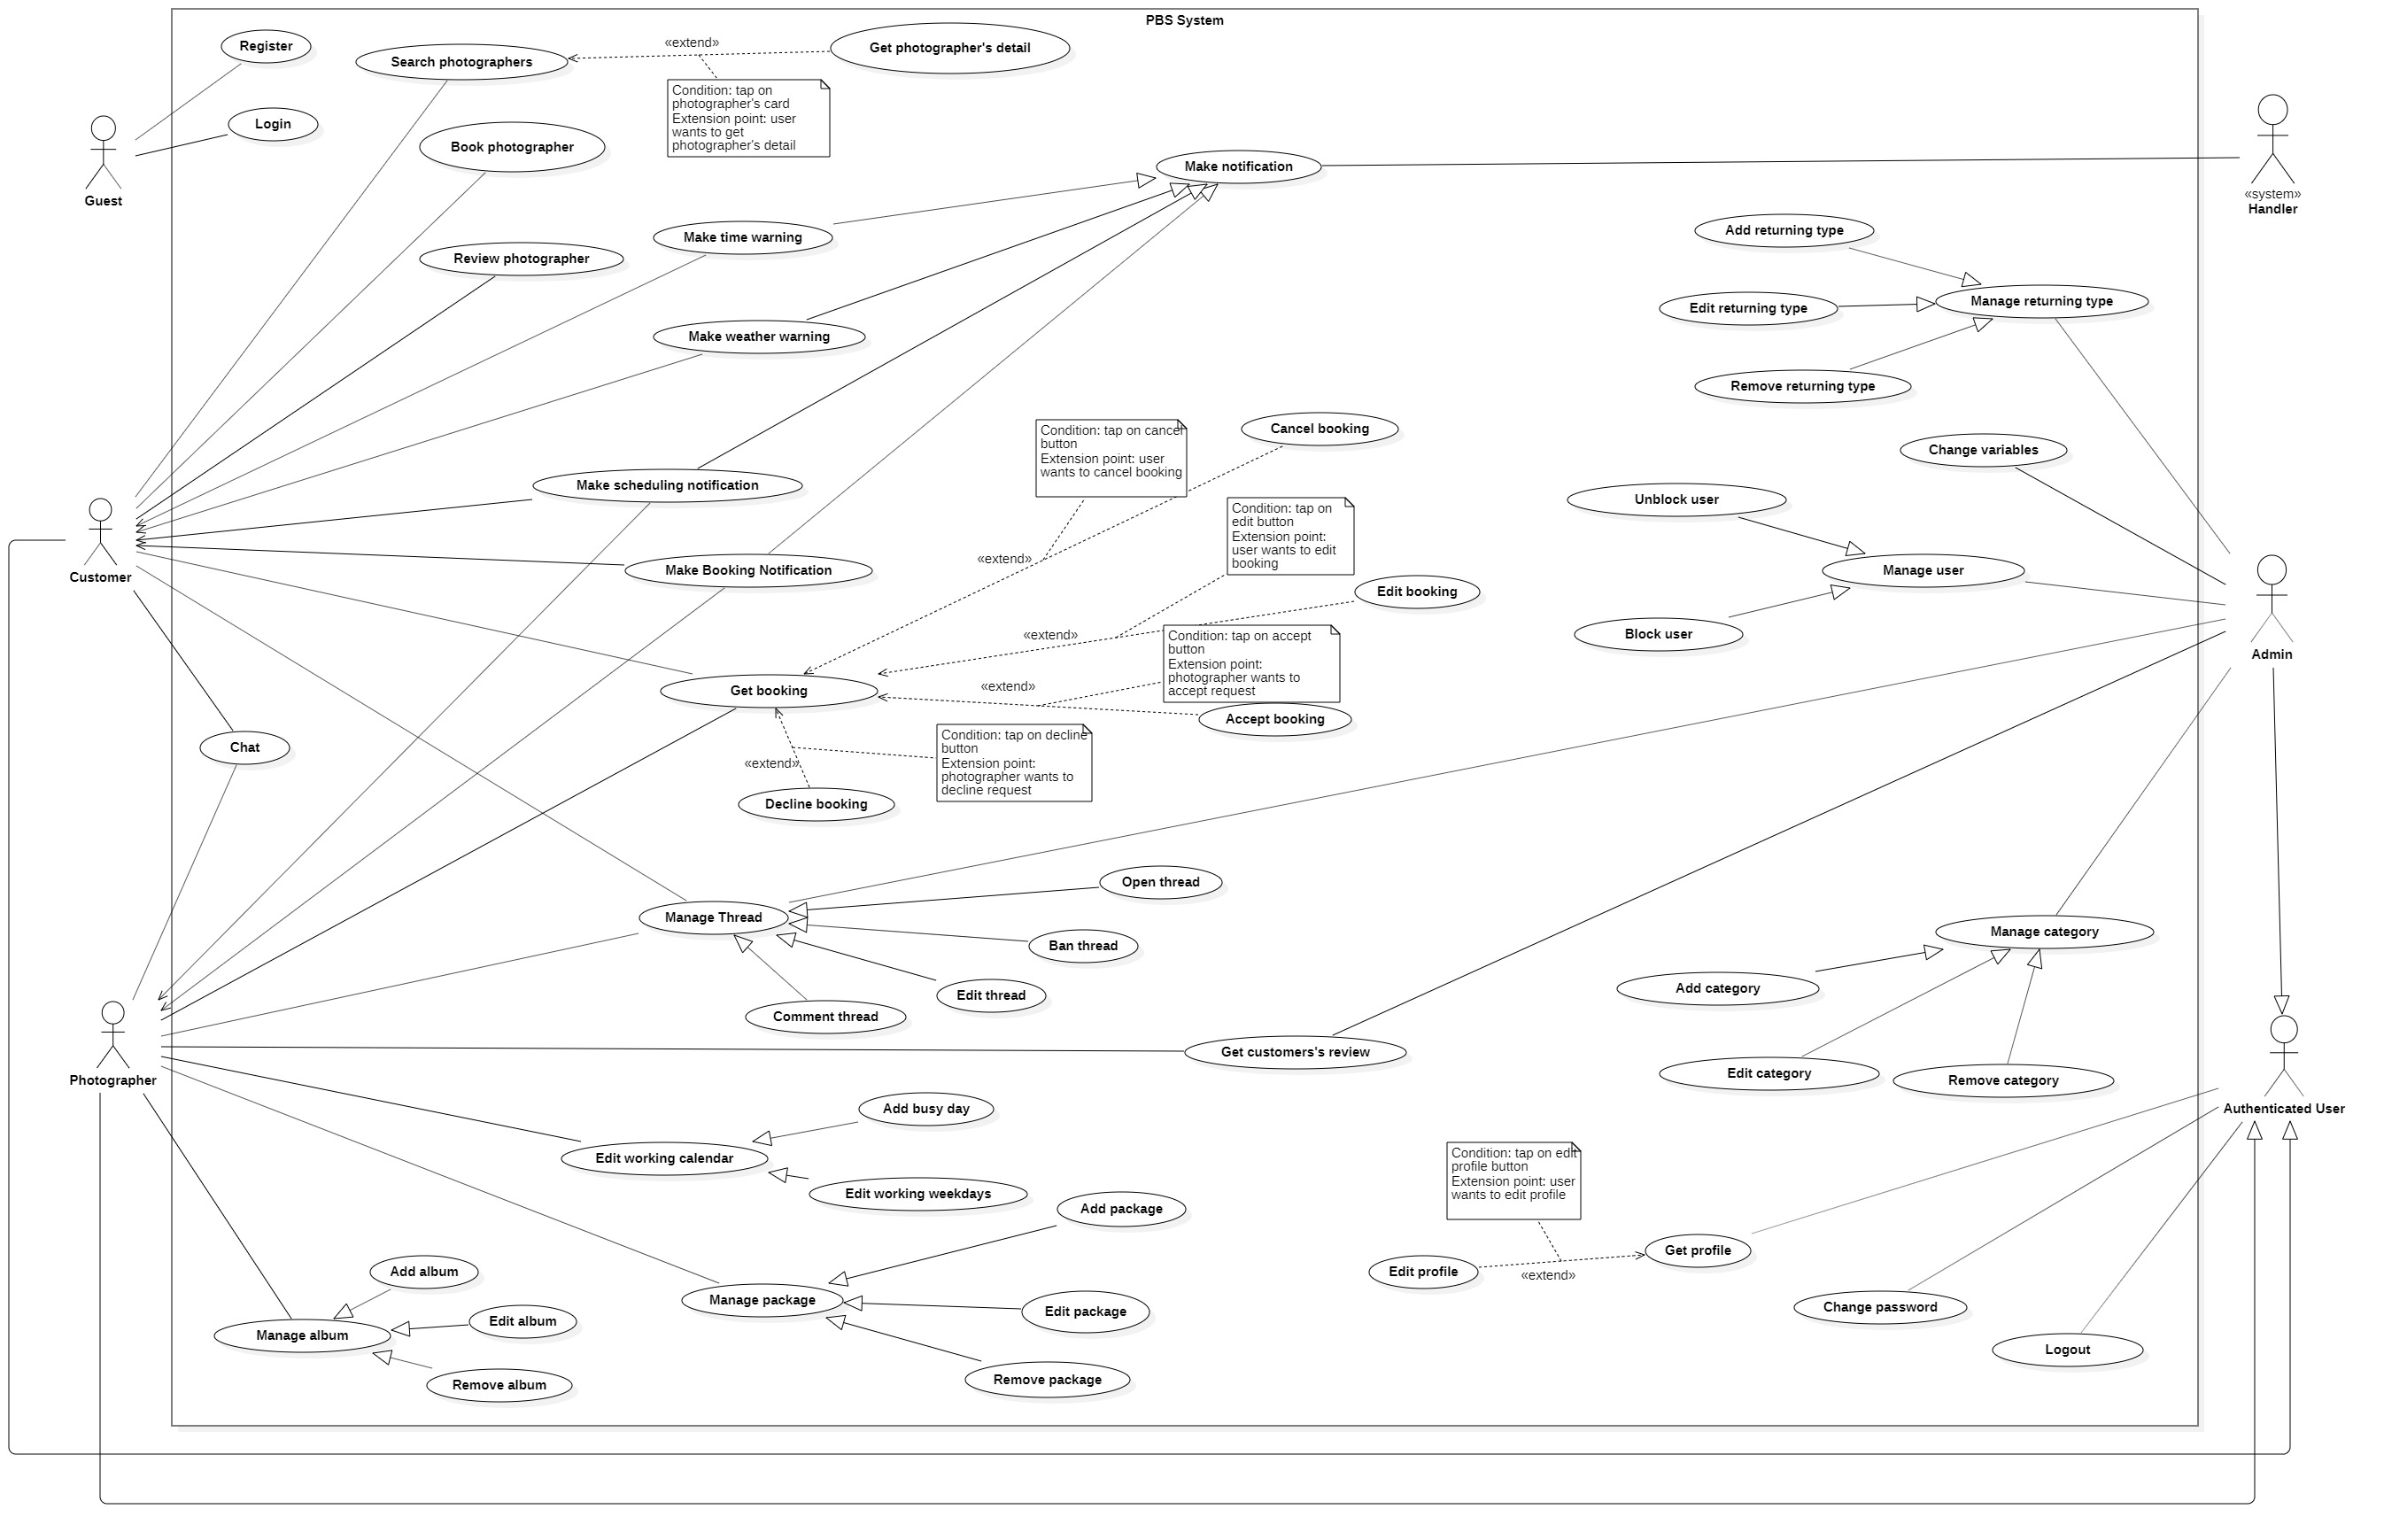 PBS System
Register
Search photographers
«extend»
Get photographer's detail
Condition: tap on
photographer's card
Extension point: user
wants to get
photographer's detail
Login
Guest
Book photographer
Make notification
«system»
Handler
Make time warning
Review photographer
Add returning type
Edit returning type
Manage returning type
Remove returning type
Make weather warning
Condition: tap on cancel
button
Extension point: user
wants to cancel booking
Cancel booking
Change variables
Make scheduling notification
Unblock user
Condition: tap on
edit button
Extension point:
user wants to edit
booking
«extend»
Customer
Make Booking Notification
Manage user
Edit booking
«extend»
Block user
Admin
Condition: tap on accept
button
Extension point:
photographer wants to
accept request
Get booking
«extend»
Accept booking
Chat
Condition: tap on decline
button
Extension point:
photographer wants to
decline request
«extend»
Decline booking
Open thread
Manage Thread
Ban thread
Edit thread
Comment thread
Manage category
Add category
Edit category
Remove category
Photographer
Get customers's review
Authenticated User
Add busy day
Edit working calendar
Edit working weekdays
Condition: tap on edit
profile button
Extension point: user
wants to edit profile
Add package
Get profile
Edit profile
«extend»
Add album
Manage package
Edit package
Change password
Manage album
Edit album
Logout
Remove album
Remove package